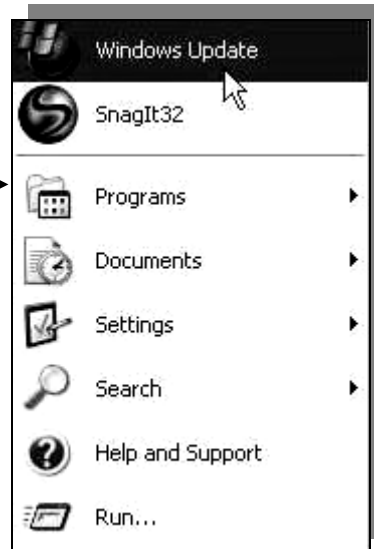 Windows Update
SnagIt32
Programs
Documents
Settings
Search
Help and Support
Run...